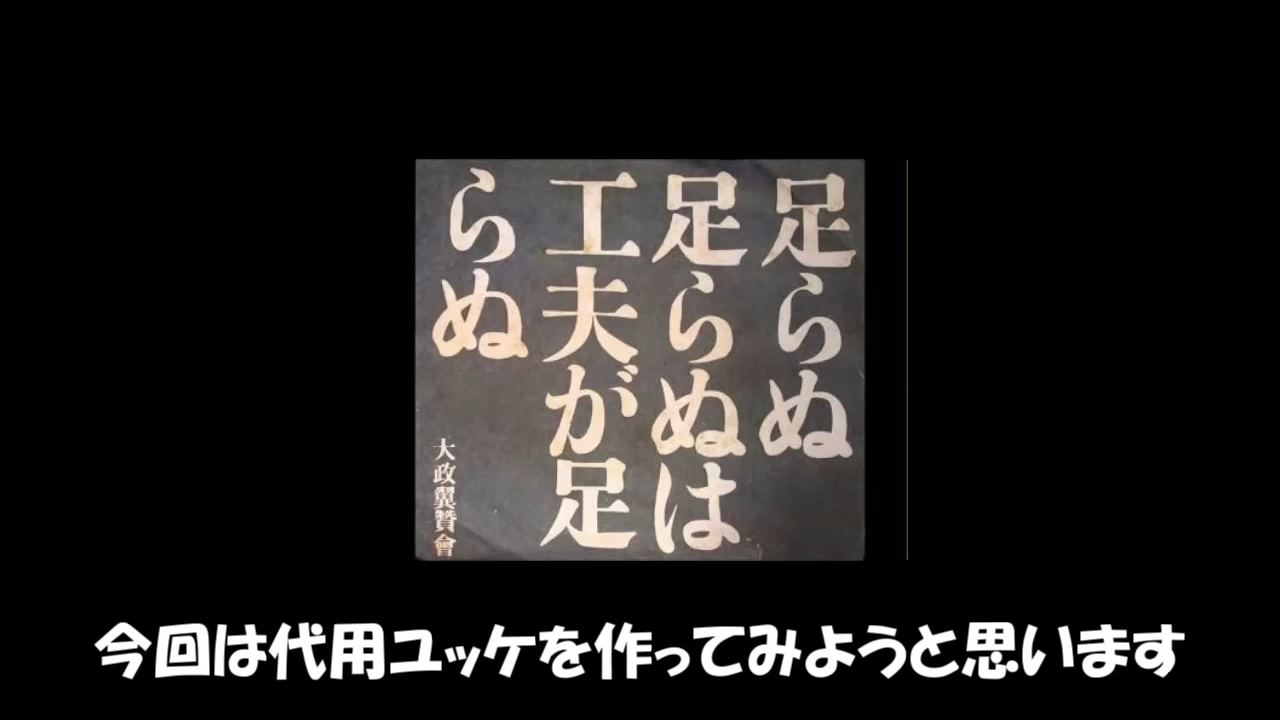 足らぬ
足らぬは
工夫が足
らぬ
大政翼贊會
今回は代用ユッケを作ってみようと思います